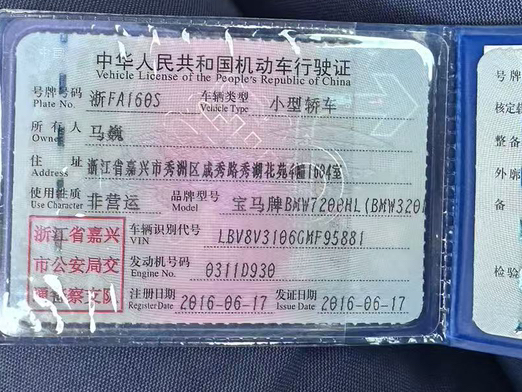 中华人民共和国机动车行驶证
Vehicle License of the People's Republic of China
号牌号码 浙FA160S 车辆类型 小型轿车
Plate No. Vehicle Type
所有人 马巍
Owner
住址 浙江省嘉兴市秀洲区成秀路秀湖花苑4幢1604室
Address
使用性质 非营运 品牌型号 宝马牌BMW7200HL(BMW320I
Use Character Model
浙江省嘉兴
市公安局交
通警察支队
车辆识别代号 LBV8V3106GMF95881
VIN
发动机号码 0311D930
Engine No.
注册日期 2016-06-17 发证日期 2016-06-17
Register Date Issue Date
号牌
核定载
整备
外廓
备
检验